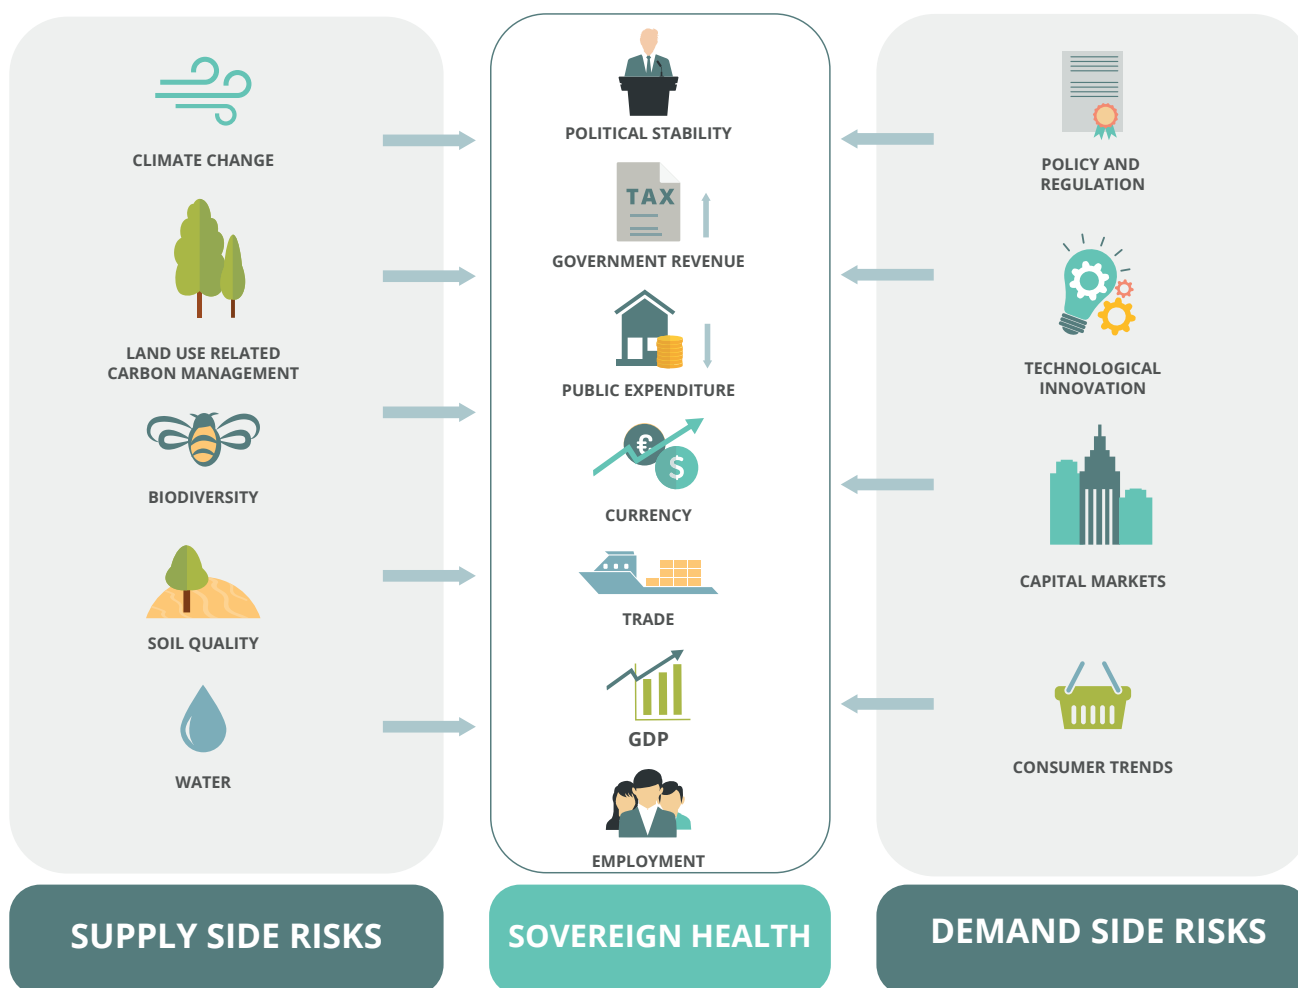 CLIMATE CHANGE
LAND USE RELATED
CARBON MANAGEMENT
BIODIVERSITY
SOIL QUALITY
WATER
SUPPLY SIDE RISKS
POLITICAL STABILITY
TAX
GOVERNMENT REVENUE
PUBLIC EXPENDITURE
€
$
CURRENCY
TRADE
GDP
EMPLOYMENT
SOVEREIGN HEALTH
POLICY AND
REGULATION
TECHNOLOGICAL
INNOVATION
CAPITAL MARKETS
CONSUMER TRENDS
DEMAND SIDE RISKS